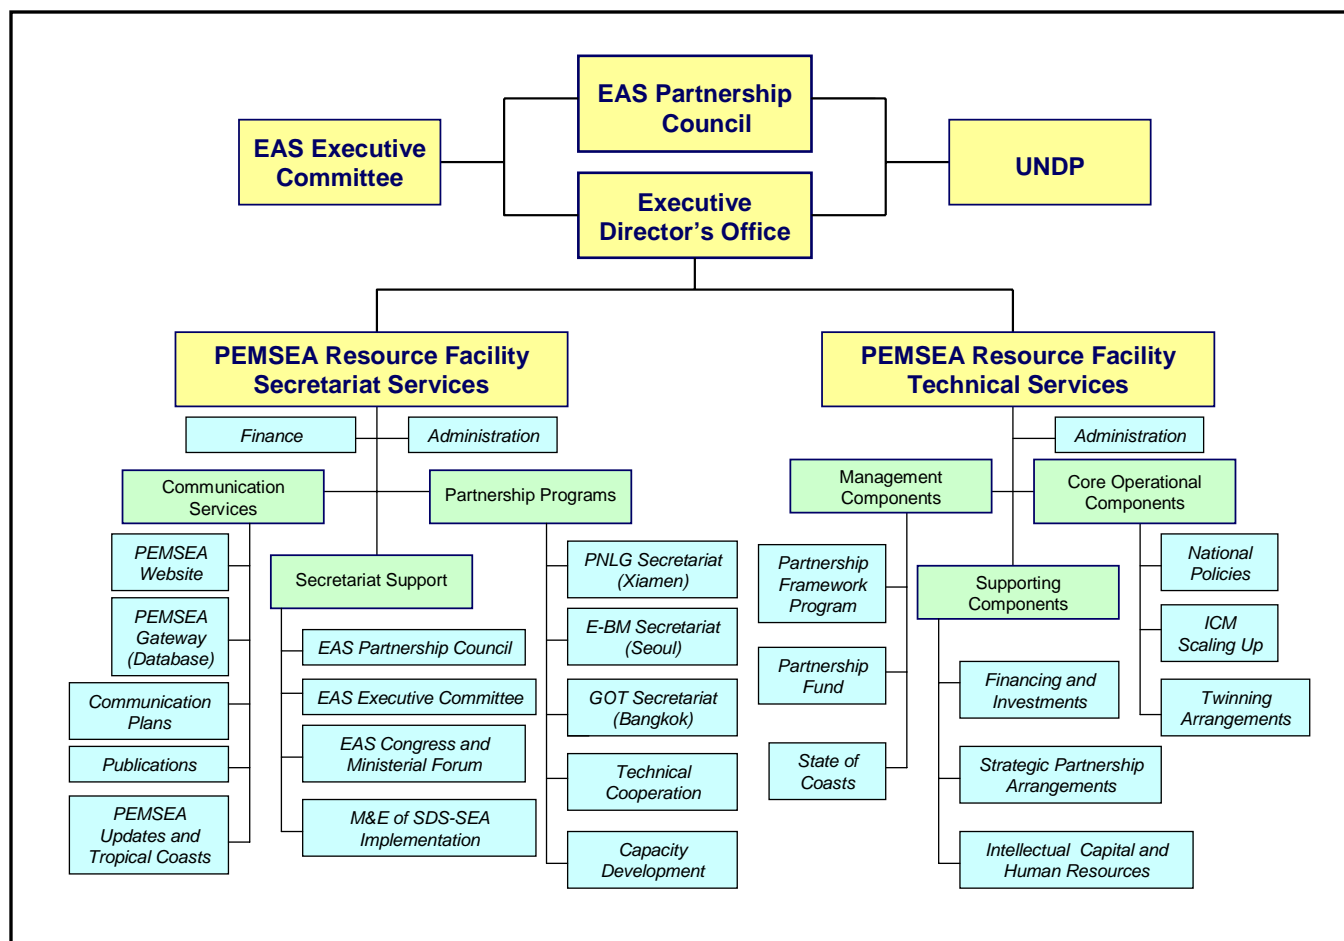 EAS Partnership
Council
EAS Executive
Committee
UNDP
Executive
Director’s Office
PEMSEA Resource Facility
Secretariat Services
PEMSEA Resource Facility
Technical Services
Finance
Administration
Administration
Communication
Services
Partnership Programs
Management
Components
Core Operational
Components
PEMSEA
Website
PEMSEA
Gateway
(Database)
Communication
Plans
Publications
PEMSEA
Updates and
Tropical Coasts
Secretariat Support
EAS Partnership Council
EAS Executive Committee
EAS Congress and
Ministerial Forum
M&E of SDS-SEA
Implementation
PNLG Secretariat
(Xiamen)
E-BM Secretariat
(Seoul)
GOT Secretariat
(Bangkok)
Technical
Cooperation
Capacity
Development
Partnership
Framework
Program
Partnership
Fund
State of
Coasts
Supporting
Components
Financing and
Investments
Strategic Partnership
Arrangements
Intellectual  Capital and
Human Resources
National
Policies
ICM
Scaling Up
Twinning
Arrangements